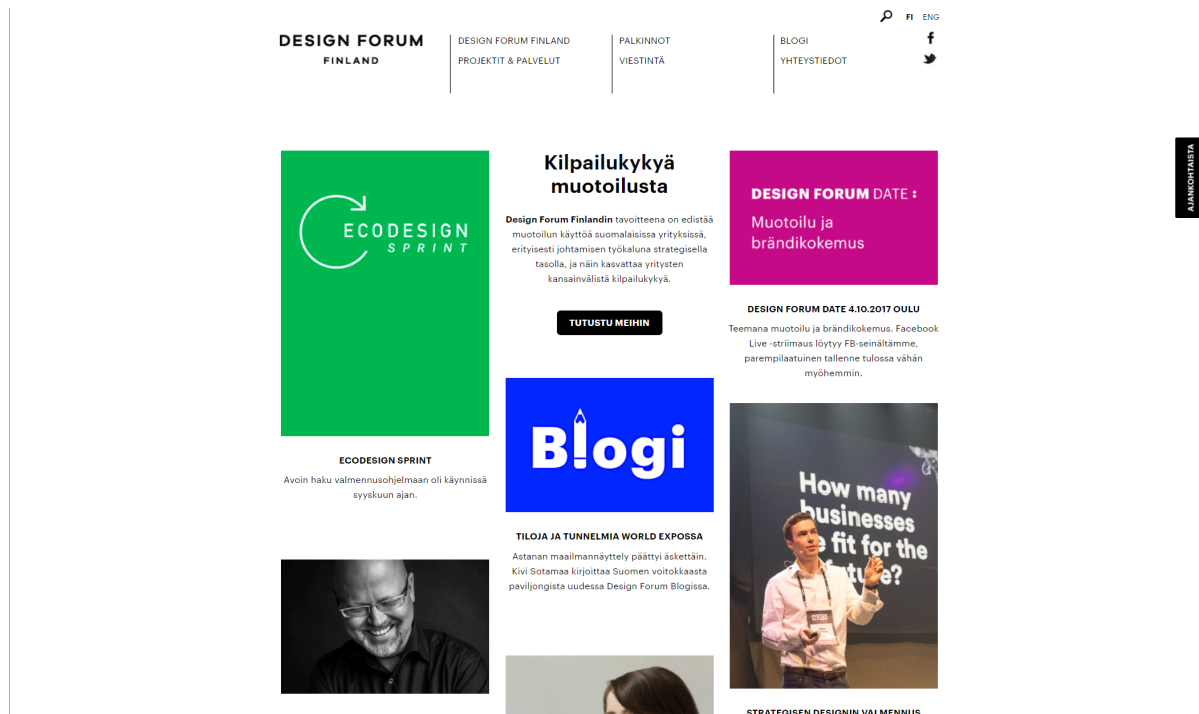 FI ENG
DESIGN FORUM
FINLAND
DESIGN FORUM FINLAND
PROJEKTIT & PALVELUT
PALKINNOT
VIESTINTÄ
BLOGI
YHTEYSTIEDOT
AJANKOHTAISTA
ECODESIGN
SPRINT
ECODESIGN SPRINT
Avoin haku valmennusohjelmaan oli käynnissä
syyskuun ajan.
Kilpailukykyä
muotoilusta
Design Forum Finlandin tavoitteena on edistää
muotoilun käyttöä suomalaisissa yrityksissä,
erityisesti johtamisen työkaluna strategisella
tasolla, ja näin kasvattaa yritysten
kansainvälistä kilpailukykyä.
TUTUSTU MEIHIN
Blogi
TILOJA JA TUNNELMIA WORLD EXPOSSA
Astanan maailmannäyttely päättyi äskettäin.
Kivi Sotamaa kirjoittaa Suomen voitokkaasta
paviljongista uudessa Design Forum Blogissa.
DESIGN FORUM DATE :
Muotoilu ja
brändikokemus
DESIGN FORUM DATE 4.10.2017 OULU
Teemana muotoilu ja brändikokemus. Facebook
Live -striimaus löytyy FB-seinältämme,
parempilaatuinen tallenne tulossa vähän
myöhemmin.
How many
businesses
fit for the
STRATEGISEN DESIGNIN VALMENNUS